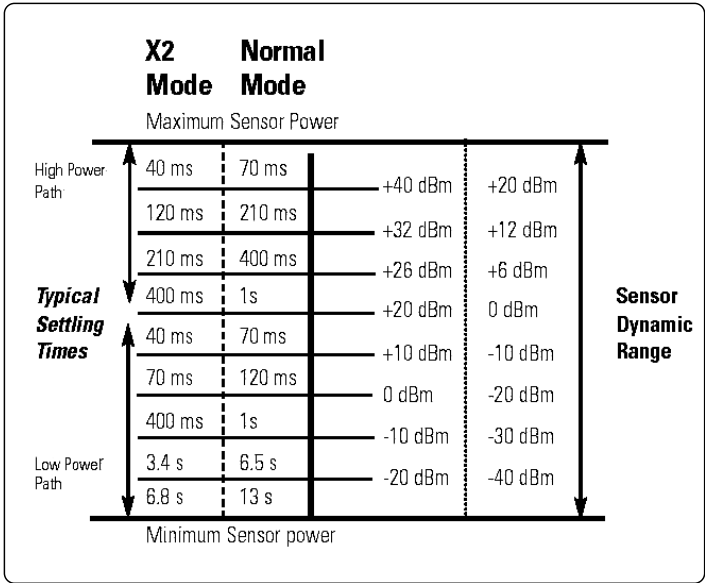 X2 Mode
Normal Mode
Maximum Sensor Power
High Power Path
40 ms 70 ms
+40 dBm +20 dBm
120 ms 210 ms
+32 dBm +12 dBm
210 ms 400 ms
+26 dBm +6 dBm
Typical Settling Times
400 ms 1s
+20 dBm 0 dBm
Sensor Dynamic Range
40 ms 70 ms
+10 dBm -10 dBm
70 ms 120 ms
0 dBm -20 dBm
400 ms 1s
-10 dBm -30 dBm
Low Power Path
3.4 s 6.5 s
-20 dBm -40 dBm
6.8 s 13 s
Minimum Sensor power